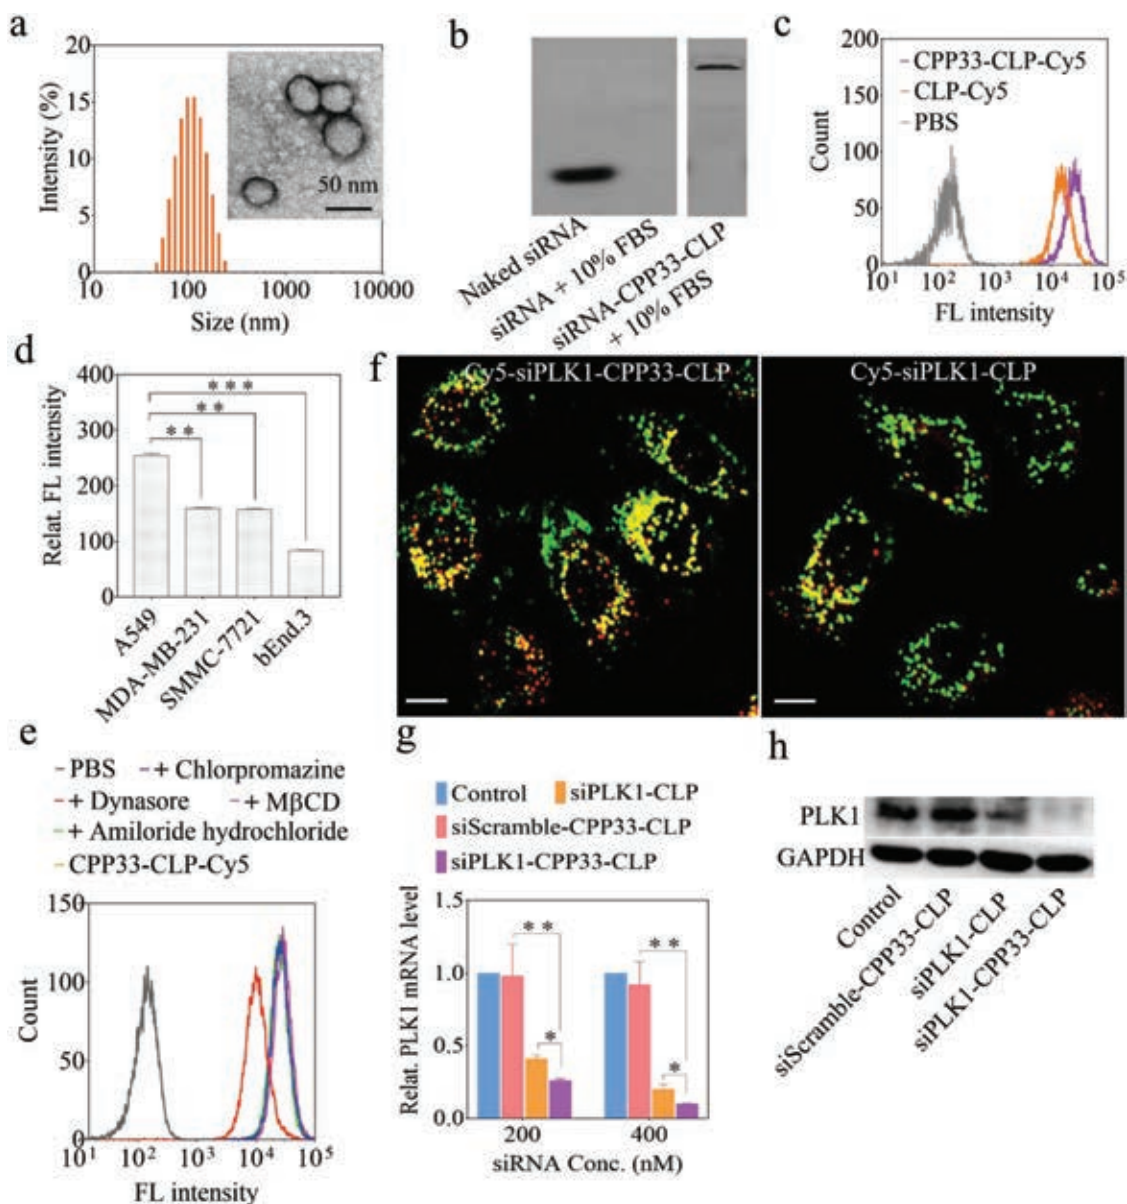 a
20
15
10
5
0
Intensity (%)
50 nm
10
100
1000
10000
Size (nm)
b
Naked siRNA
siRNA + 10% FBS
siRNA-CPP33-CLP
+ 10% FBS
c
200
150
100
50
0
Count
CPP33-CLP-Cy5
CLP-Cy5
PBS
10¹ 10² 10³ 10⁴ 10⁵
FL intensity
d
400
300
200
100
0
Relat. FL intensity
***
**
**
A549
MDA-MB-231
SMMC-7721
bEnd.3
f
Cy5-siPLK1-CPP33-CLP
Cy5-siPLK1-CLP
e
PBS + Chlorpromazine
+ Dynasore + MβCD
+ Amiloride hydrochloride
CPP33-CLP-Cy5
150
100
50
0
Count
10¹ 10² 10³ 10⁴ 10⁵
FL intensity
g
Control siPLK1-CLP
siScramble-CPP33-CLP
siPLK1-CPP33-CLP
1.5
1.0
0.5
0.0
Relat. PLK1 mRNA level
** **
* *
200 400
siRNA Conc. (nM)
h
PLK1
GAPDH
Control
siScramble-CPP33-CLP
siPLK1-CLP
siPLK1-CPP33-CLP